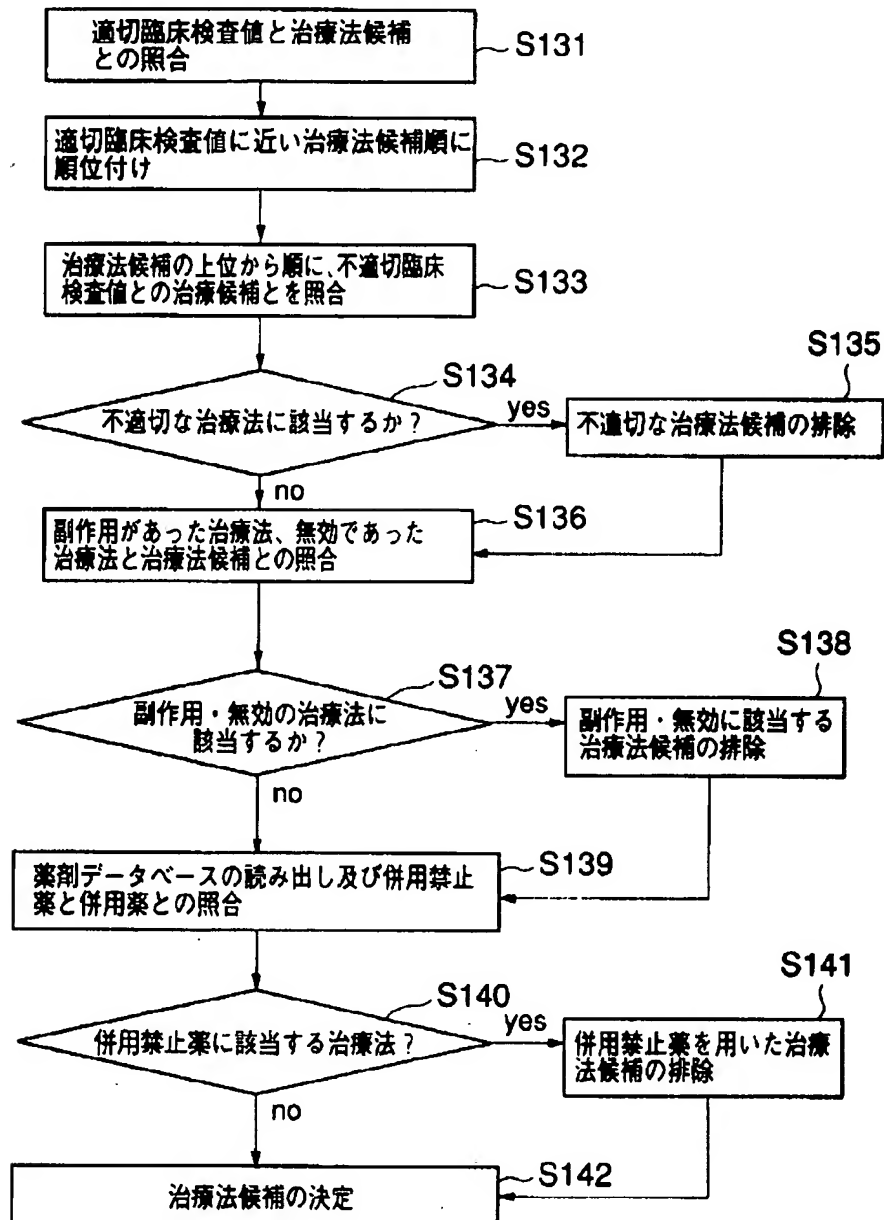 適切臨床検査値と治療法候補
との照合
S131
適切臨床検査値に近い治療法候補順に
順位付け
S132
治療法候補の上位から順に、不適切臨床
検査値との治療候補とを照合
S133
S134
不適切な治療法に該当するか？
yes
S135
不適切な治療法候補の排除
no
副作用があった治療法、無効であった
治療法と治療法候補との照合
S136
S137
副作用・無効の治療法に
該当するか？
yes
S138
副作用・無効に該当する
治療法候補の排除
no
薬剤データベースの読み出し及び併用禁止
薬と併用薬との照合
S139
S140
併用禁止薬に該当する治療法？
yes
S141
併用禁止薬を用いた治療
法候補の排除
no
治療法候補の決定
S142